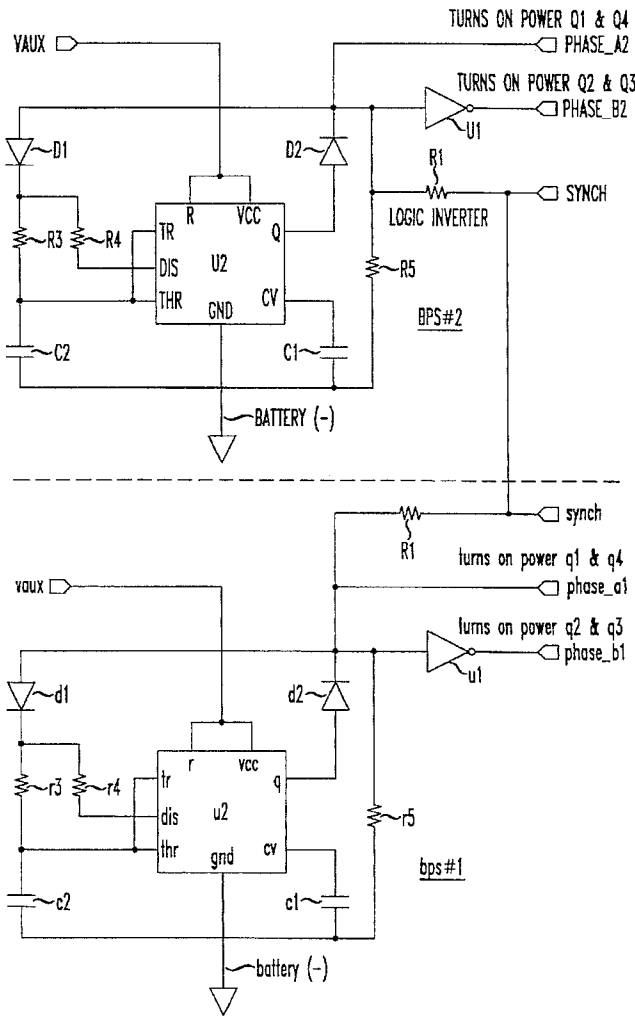 TURNS ON POWER Q1 & Q4
VAUX
PHASE_A2
TURNS ON POWER Q2 & Q3
PHASE_B2
U1
D1
D2
R1
SYNCH
R VCC
LOGIC INVERTER
R3
R4
TR
Q
U2
DIS
R5
THR
CV
GND
BPS#2
C2
C1
BATTERY (-)
synch
R1
turns on power q1 & q4
vaux
phase_a1
turns on power q2 & q3
phase_b1
u1
d1
d2
r vcc
r3
r4
tr
q
u2
dis
r5
thr
cv
gnd
bps#1
c2
c1
battery (-)